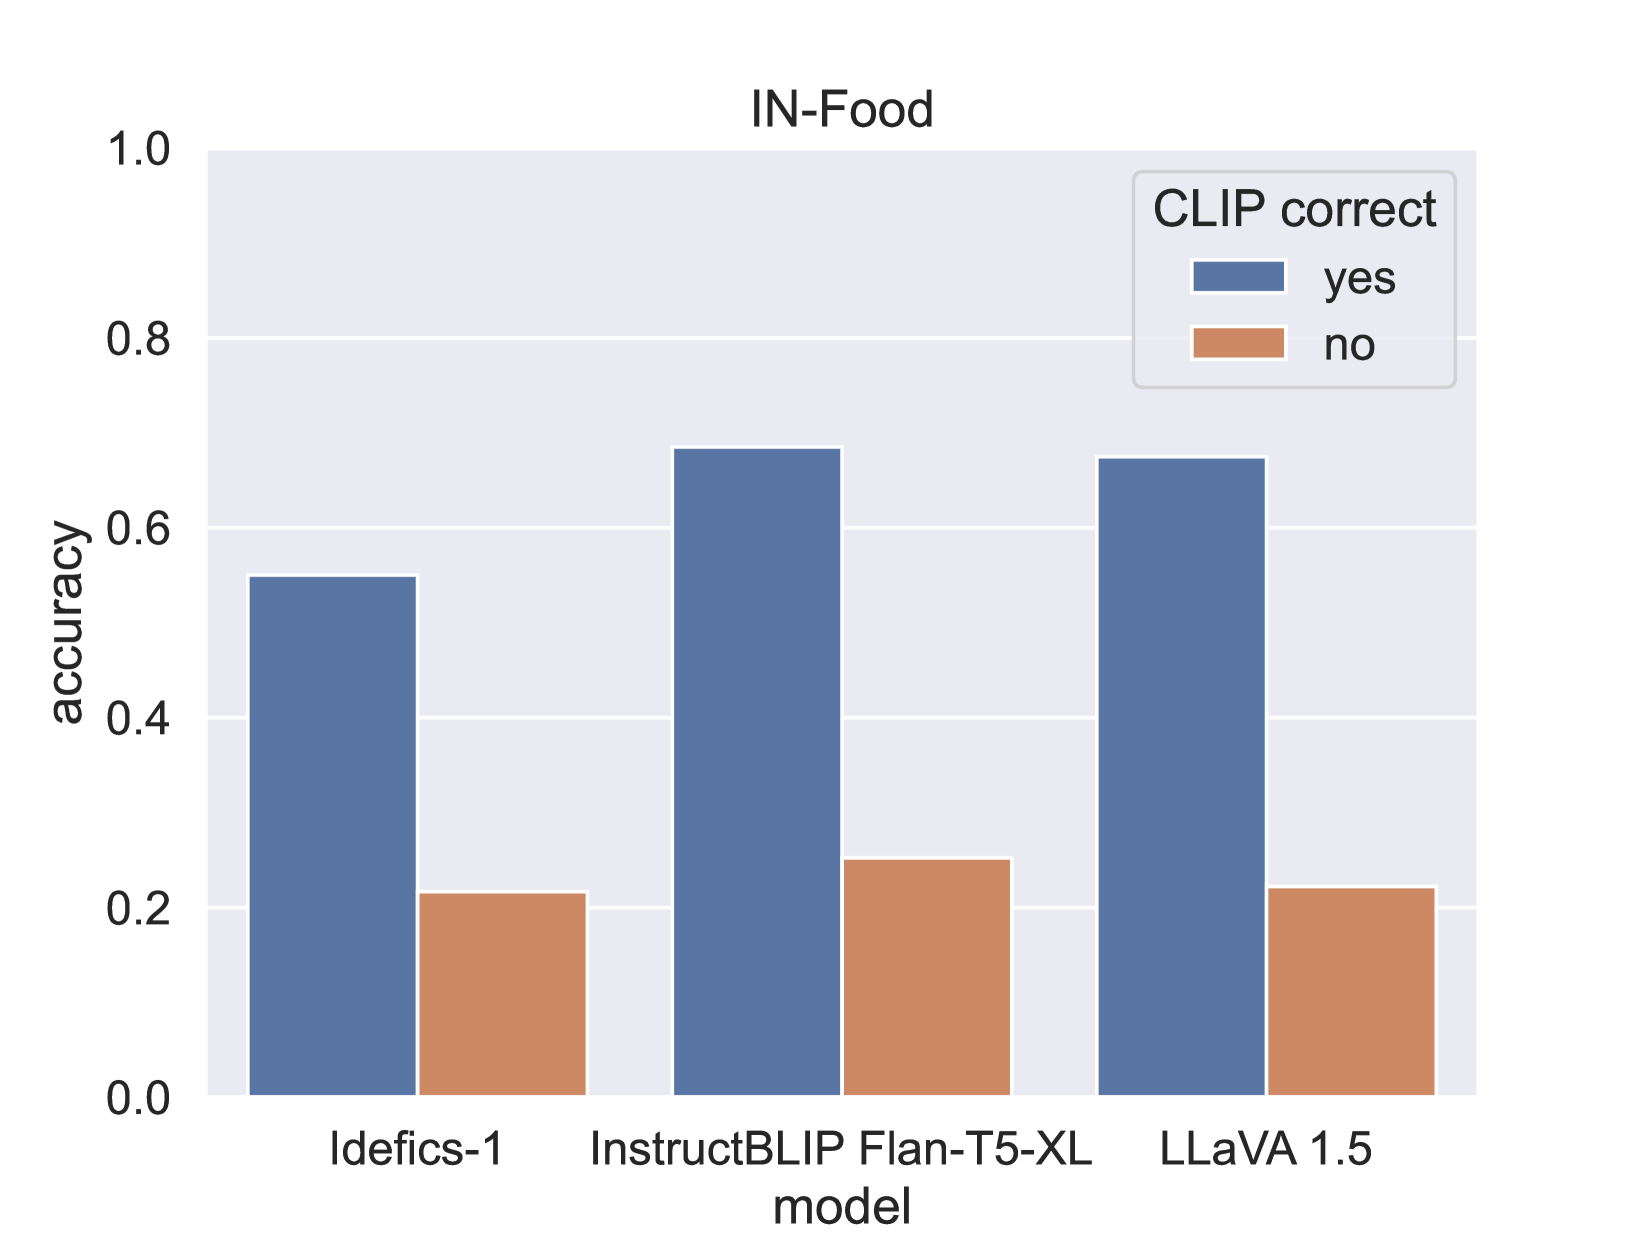 IN-Food
1.0
0.8
0.6
0.4
0.2
0.0
accuracy
CLIP correct
yes
no
Idefics-1
InstructBLIP Flan-T5-XL
LLaVA 1.5
model